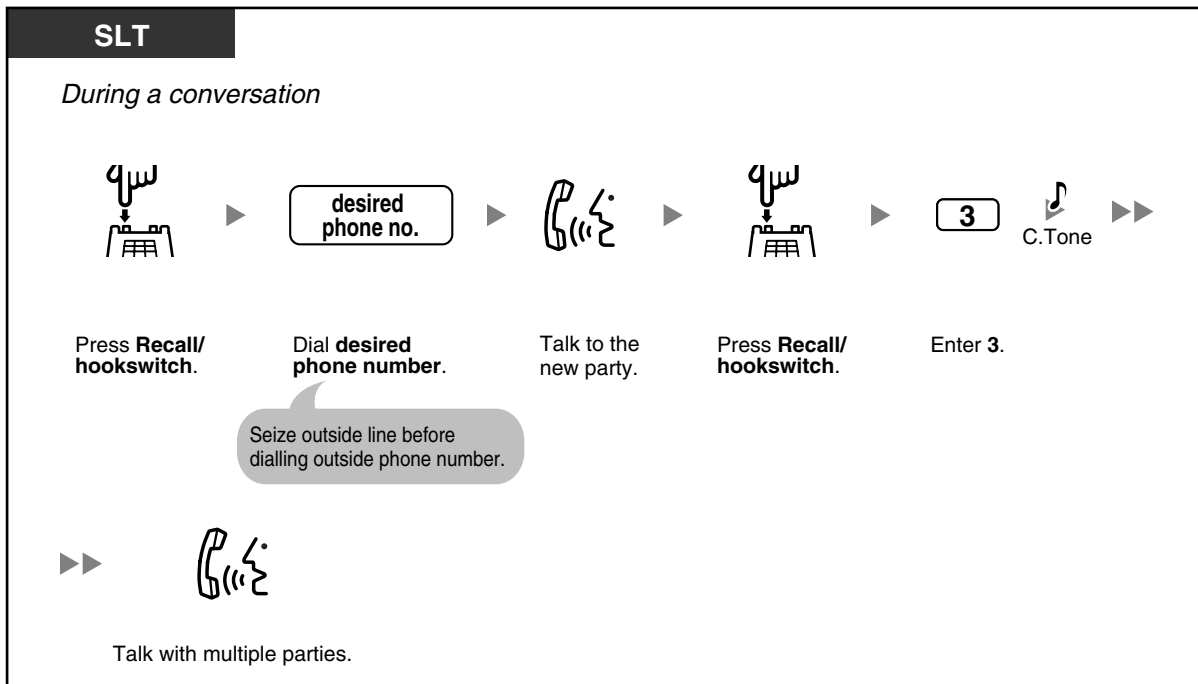 SLT
During a conversation
desired
phone no.
3
C.Tone
Press Recall/
hookswitch.
Dial desired
phone number.
Talk to the
new party.
Press Recall/
hookswitch.
Enter 3.
Seize outside line before
dialling outside phone number.
Talk with multiple parties.